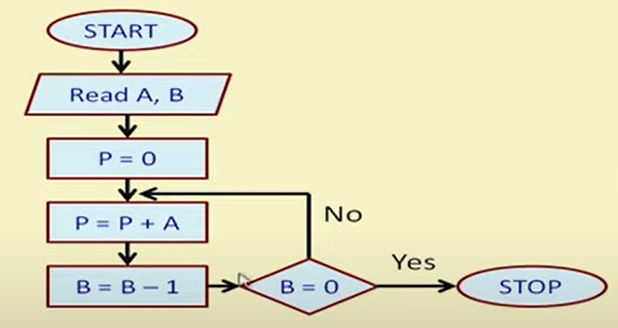 START
Read A, B
P = 0
P = P + A
B = B – 1
B = 0
No
Yes
STOP